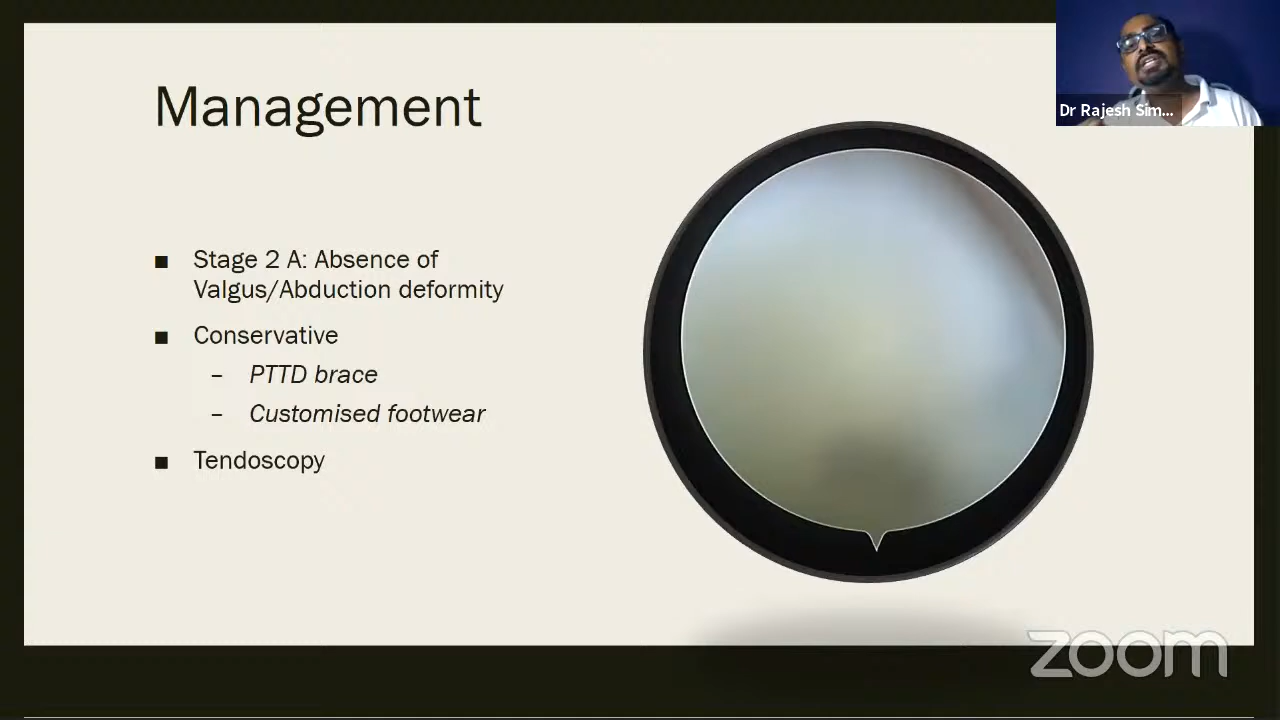 Management
Dr Rajesh Sim...
■ Stage 2 A: Absence of
Valgus/Abduction deformity
■ Conservative
– PTTD brace
– Customised footwear
■ Tendoscopy
zoom